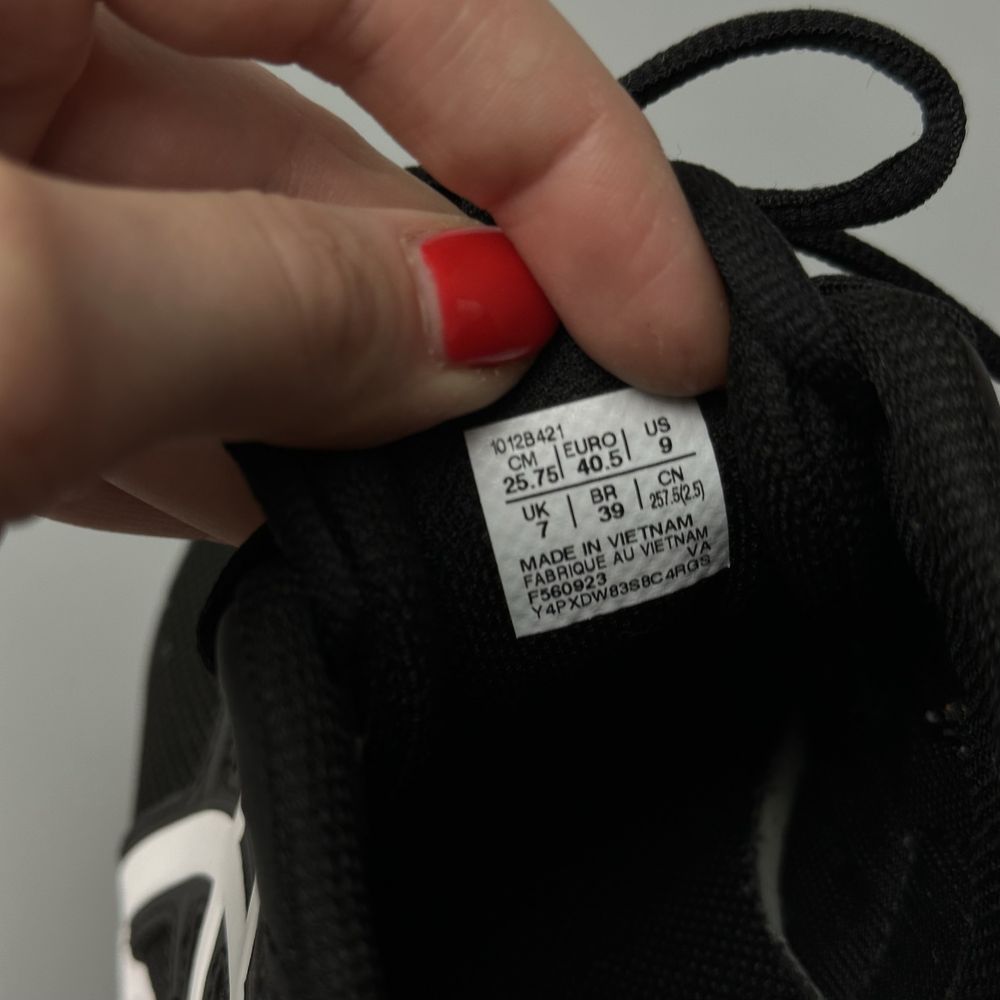 1012B421
CM | EURO | US
25.75 | 40.5 | 9
UK | BR | CN
7 | 39 | 257.5(2.5)
MADE IN VIETNAM
FABRIQUE AU VIETNAM
F560923 VA
Y4PXDW83S8C4RGS